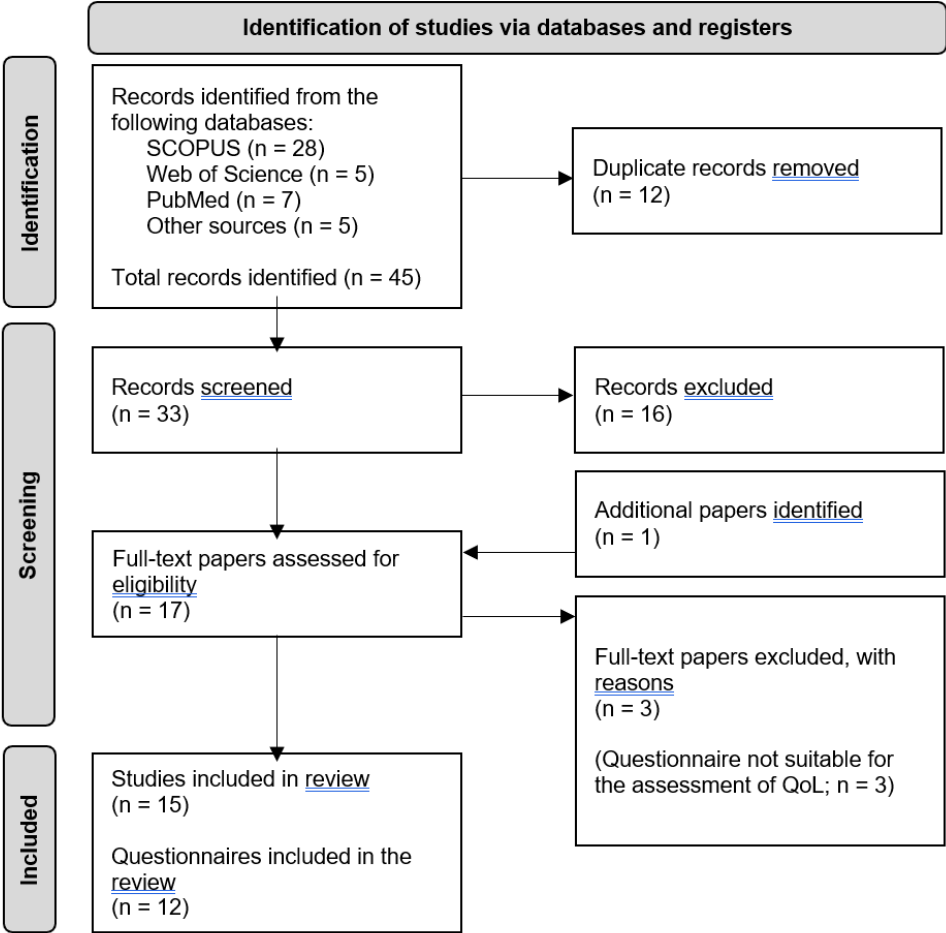 Identification of studies via databases and registers
Identification
Records identified from the
following databases:
SCOPUS (n = 28)
Web of Science (n = 5)
PubMed (n = 7)
Other sources (n = 5)
Total records identified (n = 45)
Duplicate records removed
(n = 12)
Screening
Records screened
(n = 33)
Records excluded
(n = 16)
Additional papers identified
(n = 1)
Full-text papers assessed for
eligibility
(n = 17)
Full-text papers excluded, with
reasons
(n = 3)
(Questionnaire not suitable for
the assessment of QoL; n = 3)
Included
Studies included in review
(n = 15)
Questionnaires included in the
review
(n = 12)